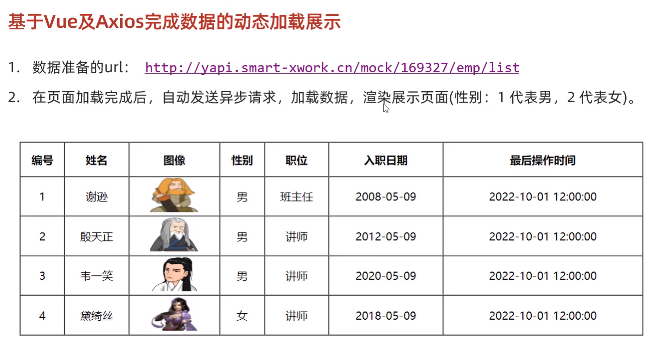 基于Vue及Axios完成数据的动态加载展示
1. 数据准备的url: http://yapi.smart-xwork.cn/mock/169327/emp/list
2. 在页面加载完成后，自动发送异步请求，加载数据，渲染展示页面(性别：1 代表男，2 代表女)。
编号 姓名 图像 性别 职位 入职日期 最后操作时间
1 谢逊 男 班主任 2008-05-09 2022-10-01 12:00:00
2 殷天正 男 讲师 2012-05-09 2022-10-01 12:00:00
3 韦一笑 男 讲师 2020-05-09 2022-10-01 12:00:00
4 黛绮丝 女 讲师 2018-05-09 2022-10-01 12:00:00